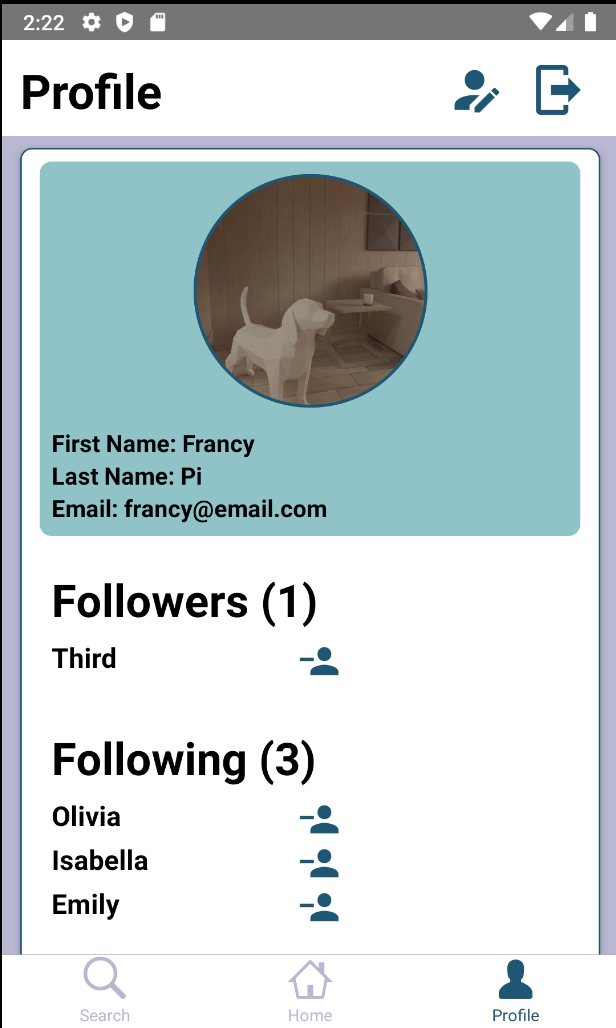 2:22
Profile
First Name: Francy
Last Name: Pi
Email: francy@email.com
Followers (1)
Third
Following (3)
Olivia
Isabella
Emily
Search
Home
Profile